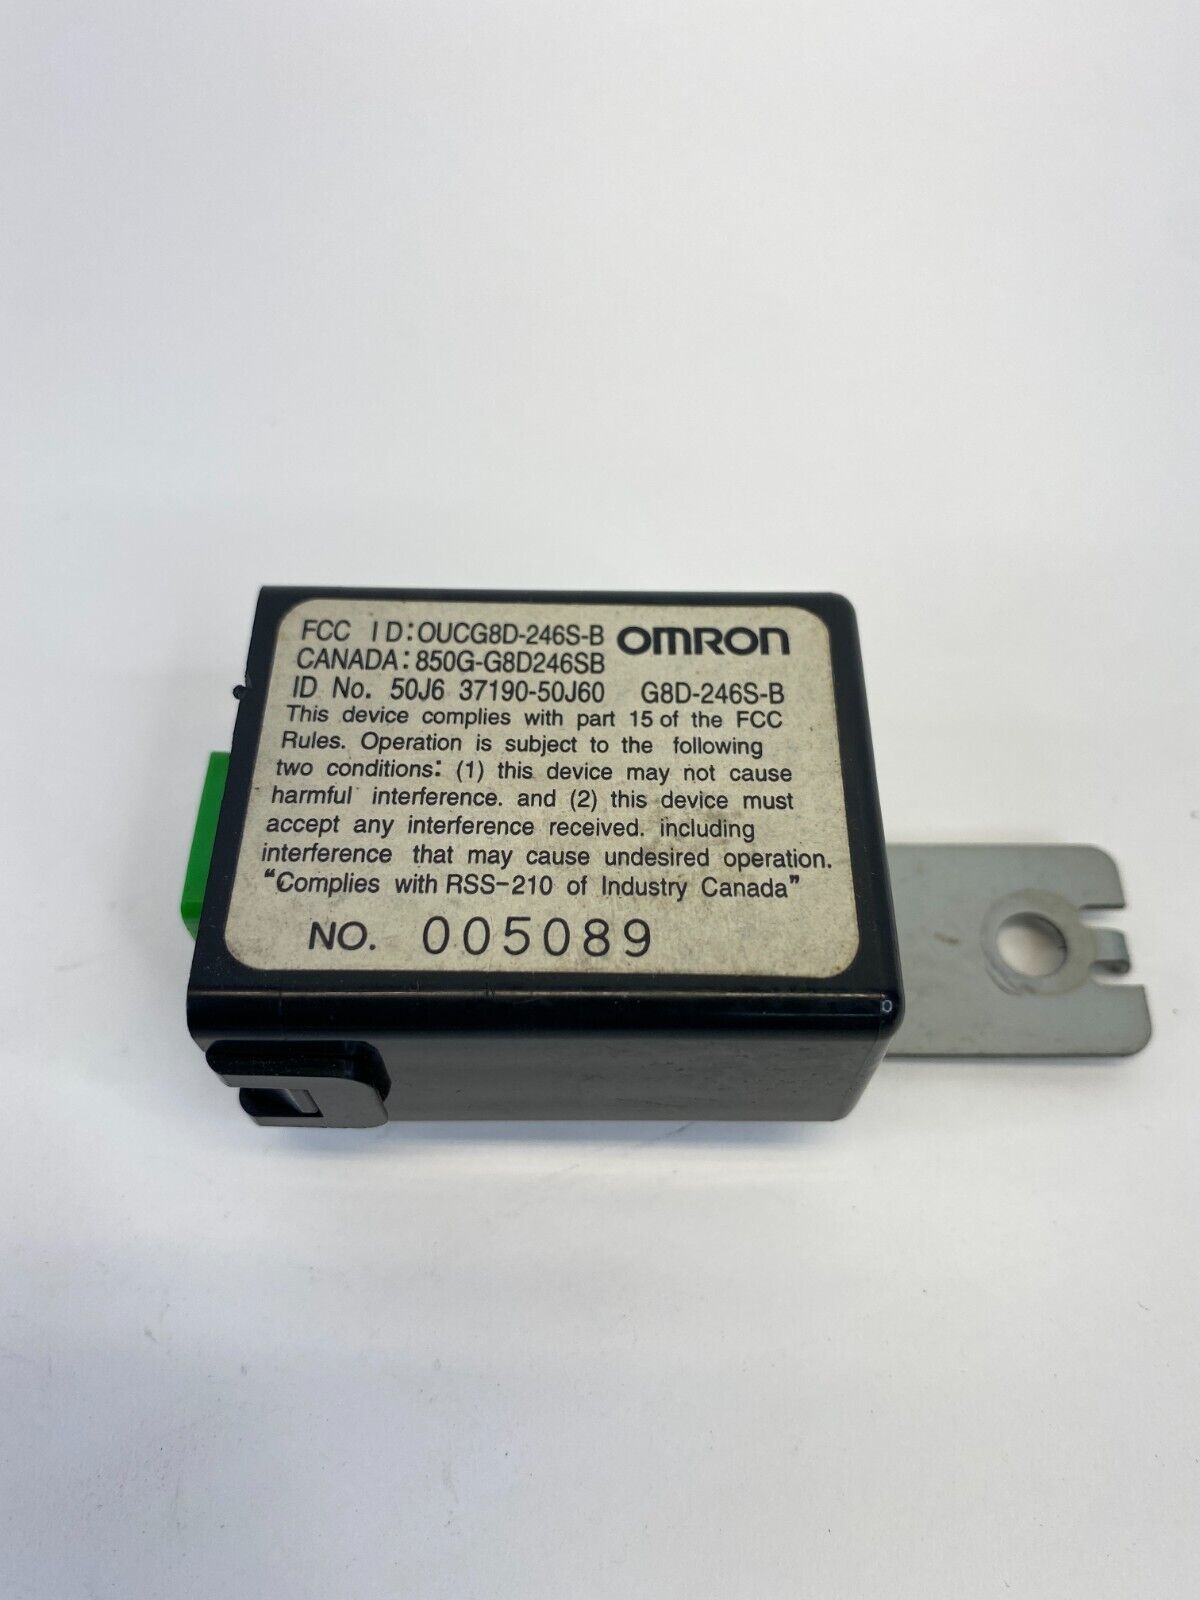 FCC ID:OUCG8D-246S-B OMRON
CANADA:850G-G8D246SB
ID No. 50J6 37190-50J60 G8D-246S-B
This device complies with part 15 of the FCC
Rules. Operation is subject to the following
two conditions: (1) this device may not cause
harmful interference. and (2) this device must
accept any interference received. including
interference that may cause undesired operation.
"Complies with RSS-210 of Industry Canada"
NO. 005089